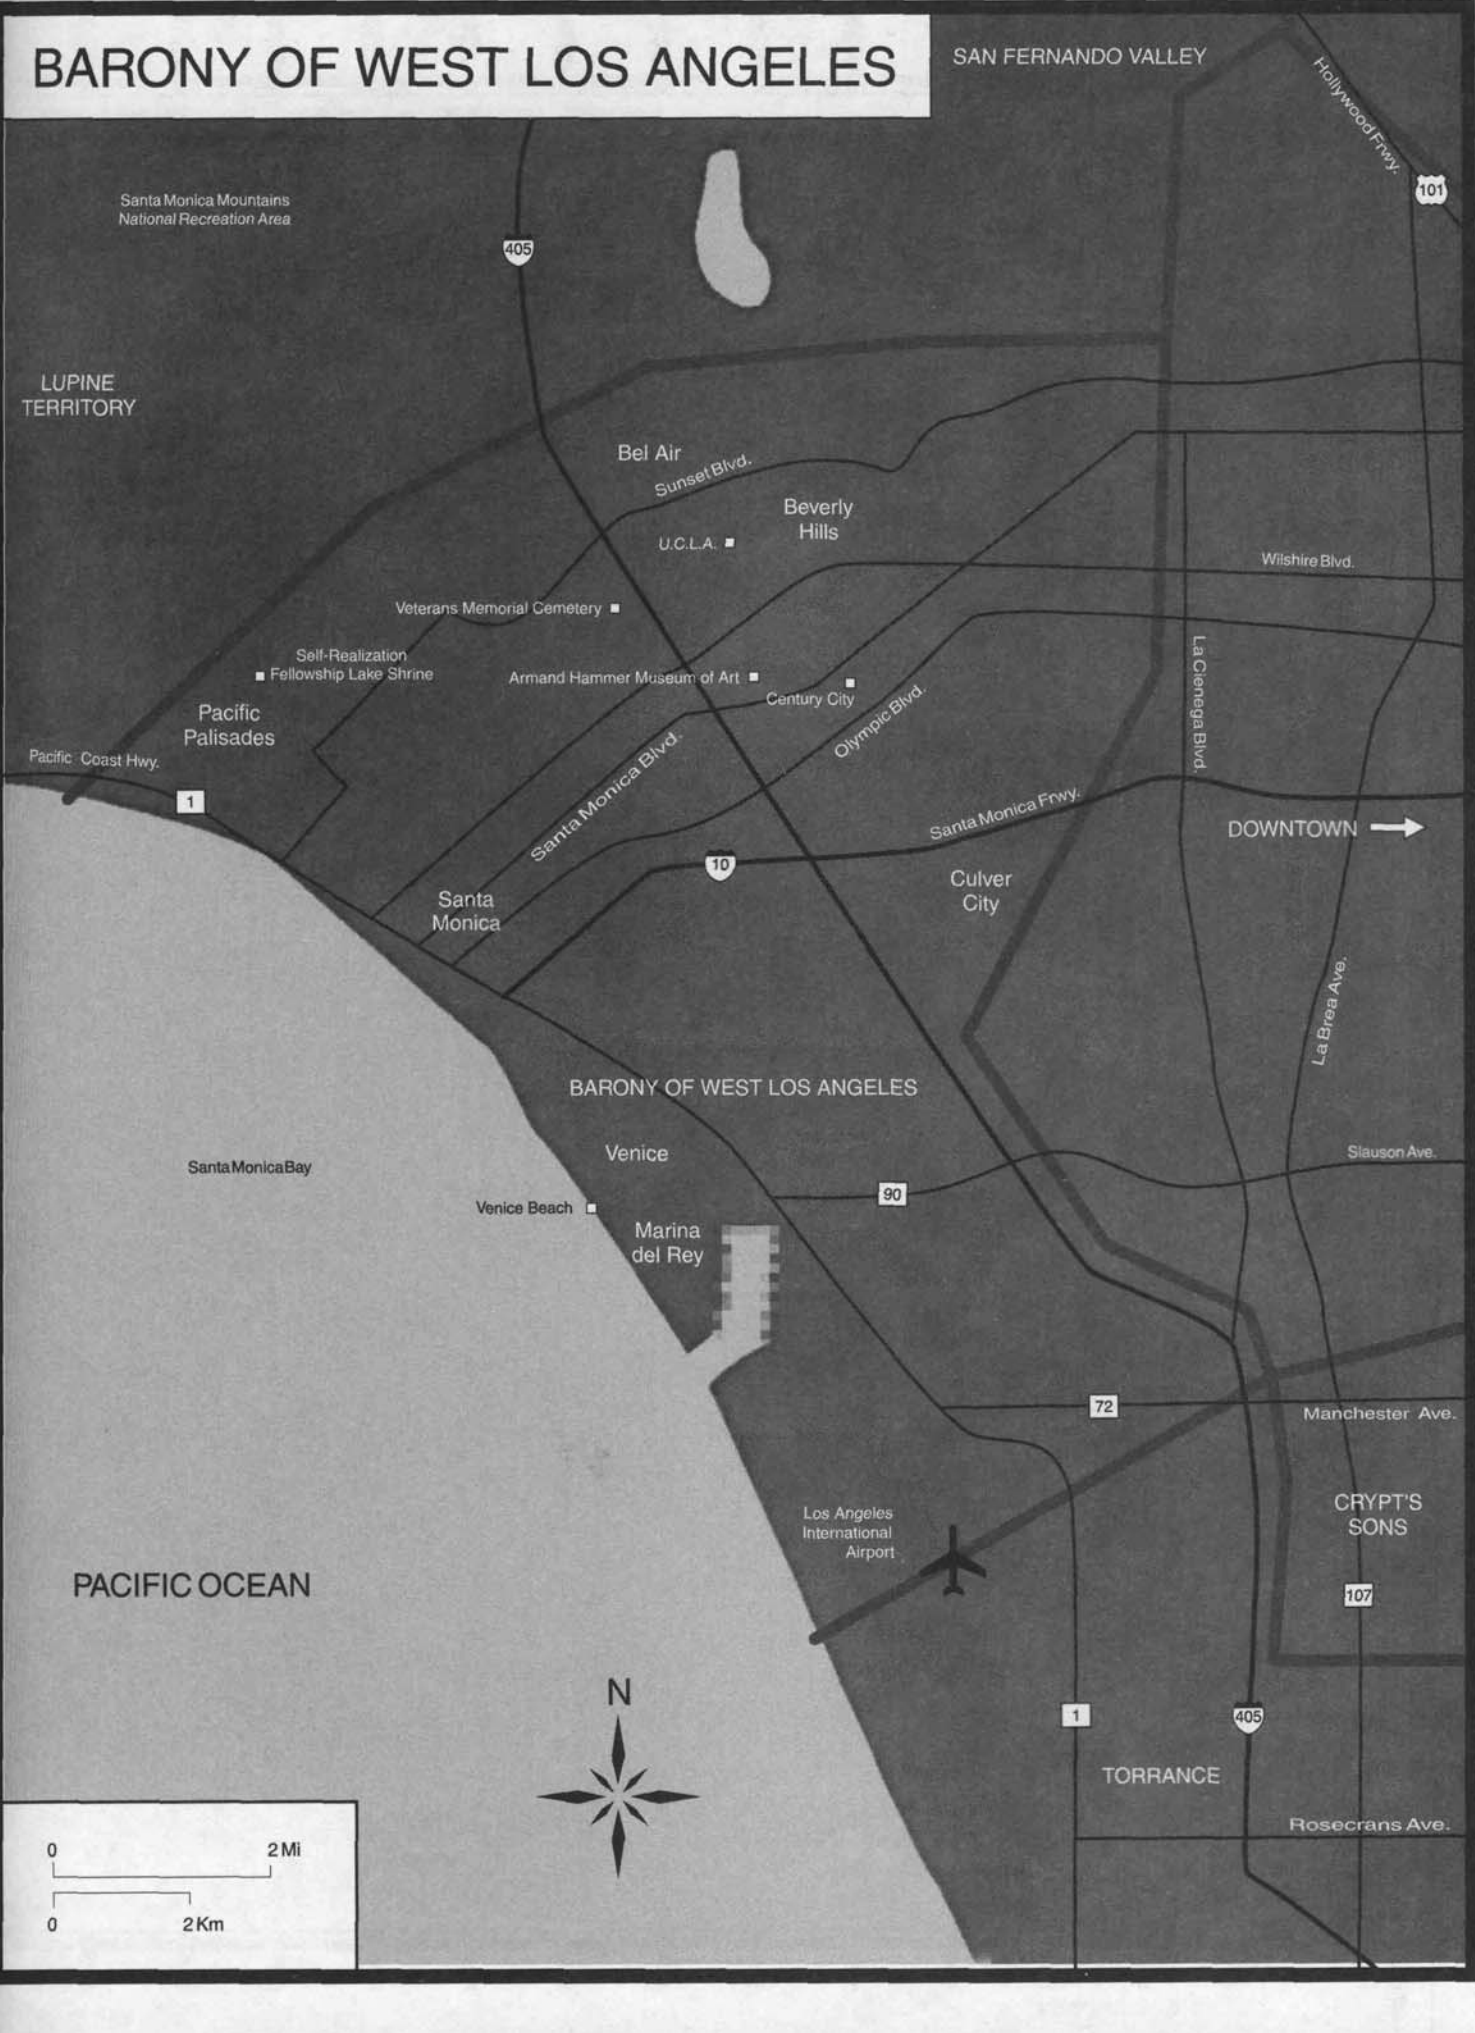 BARONY OF WEST LOS ANGELES
SAN FERNANDO VALLEY
Hollywood Frwy.
101
Santa Monica Mountains
National Recreation Area
405
LUPINE
TERRITORY
Bel Air
Sunset Blvd.
Beverly
Hills
U.C.L.A.
Wilshire Blvd.
Veterans Memorial Cemetery
Self-Realization
Fellowship Lake Shrine
Armand Hammer Museum of Art
Century City
La Cienega Blvd.
Pacific
Palisades
Olympic Blvd.
Santa Monica Blvd.
Pacific Coast Hwy.
1
Santa Monica Frwy.
DOWNTOWN
10
Culver
City
Santa
Monica
La Brea Ave.
BARONY OF WEST LOS ANGELES
Venice
Slauson Ave.
Santa Monica Bay
90
Venice Beach
Marina
del Rey
72
Manchester Ave.
CRYPT'S
SONS
Los Angeles
International
Airport
PACIFIC OCEAN
107
N
1
405
TORRANCE
Rosecrans Ave.
0
2 Mi
0
2 Km